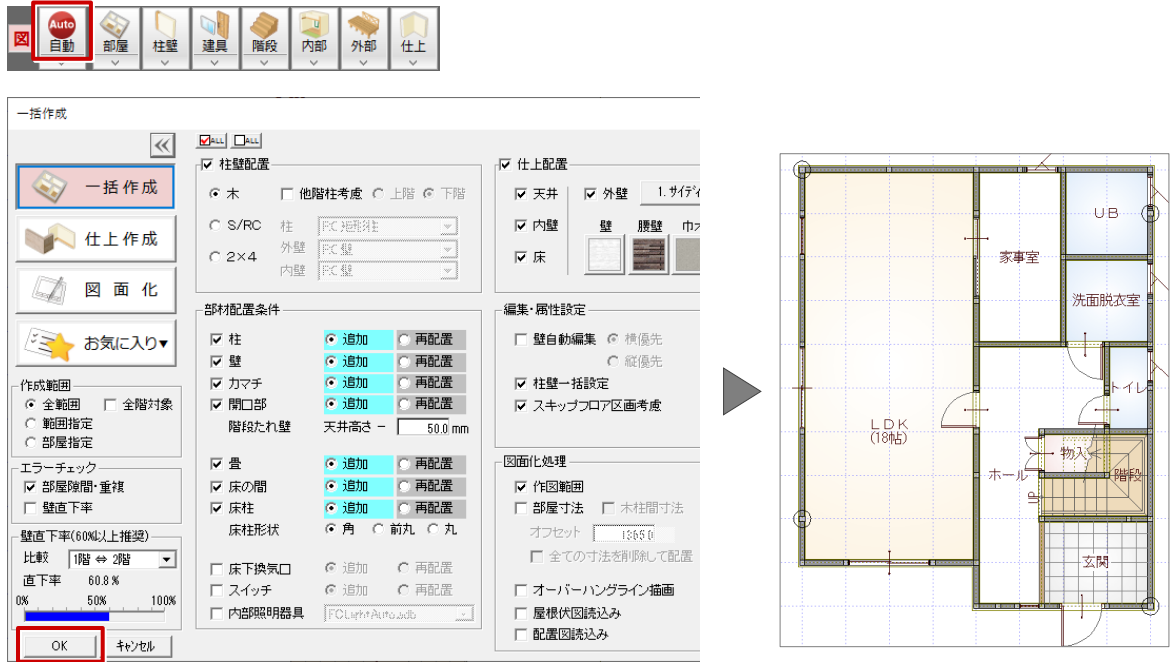 図
Auto
自動
部屋
柱壁
建具
階段
内部
外部
仕上
一括作成
一括作成
仕上作成
図 面 化
お気に入り▾
作成範囲
全範囲
全階対象
範囲指定
部屋指定
エラーチェック
部屋隙間・重複
壁直下率
壁直下率(60%以上推奨)
比較
1階 ⇔ 2階
直下率
60.8 %
0%
50%
100%
OK
キャンセル
ALL
ALL
柱壁配置
木
他階柱考慮
上階
下階
S/RC
柱
2×4
外壁
RC壁
内壁
RC壁
部材配置条件
柱
追加
再配置
壁
追加
再配置
カマチ
追加
再配置
開口部
追加
再配置
階段たれ壁
天井高さ −
50.0 mm
畳
追加
再配置
床の間
追加
再配置
床柱
追加
再配置
床柱形状
角
前丸
丸
床下換気口
追加
再配置
スイッチ
追加
再配置
内部照明器具
仕上配置
天井
外壁
内壁
壁
腰壁
床
編集・属性設定
壁自動編集
横優先
縦優先
柱壁一括設定
スキップフロア区画考慮
図面化処理
作図範囲
部屋寸法
木柱間寸法
オフセット
1365.0
全ての寸法を削除して配置
オーバーハングライン描画
屋根伏図読込み
配置図読込み
UB
家事室
洗面脱衣室
トイレ
LDK
(18帖)
物入
ホール
階段
UP
玄関